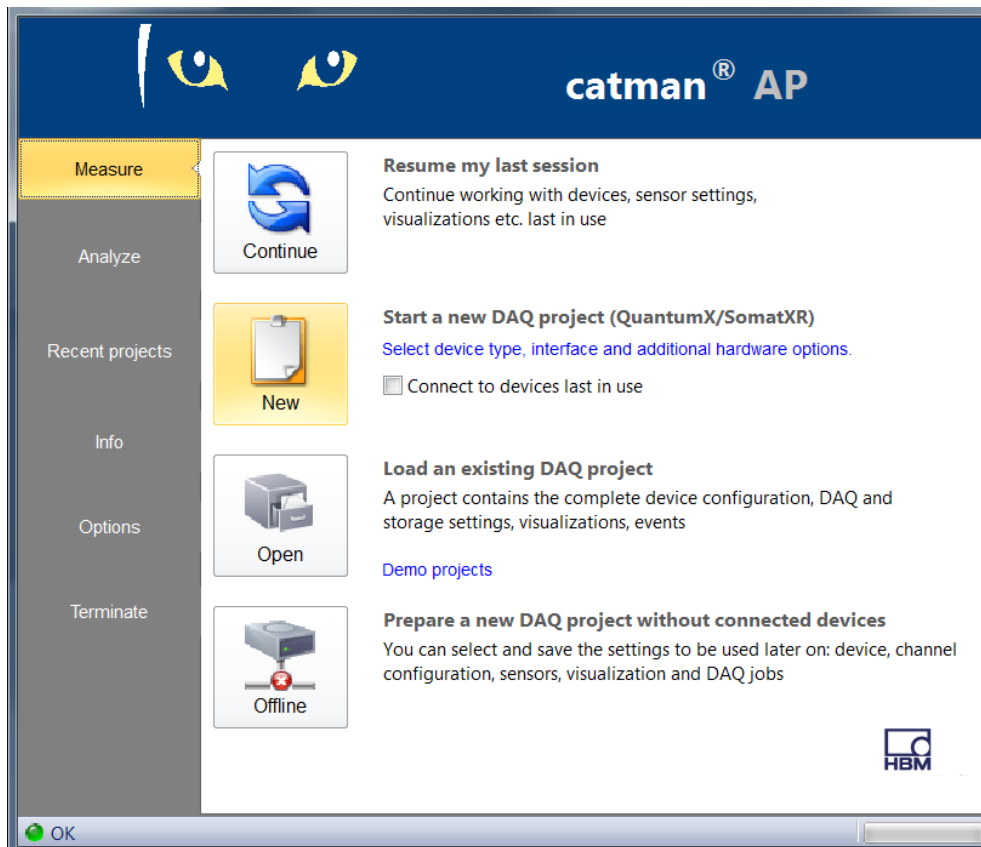 catman® AP
Measure
Analyze
Recent projects
Info
Options
Terminate
Continue
Resume my last session
Continue working with devices, sensor settings,
visualizations etc. last in use
New
Start a new DAQ project (QuantumX/SomatXR)
Select device type, interface and additional hardware options.
Connect to devices last in use
Open
Load an existing DAQ project
A project contains the complete device configuration, DAQ and
storage settings, visualizations, events
Demo projects
Offline
Prepare a new DAQ project without connected devices
You can select and save the settings to be used later on: device, channel
configuration, sensors, visualization and DAQ jobs
HBM
OK